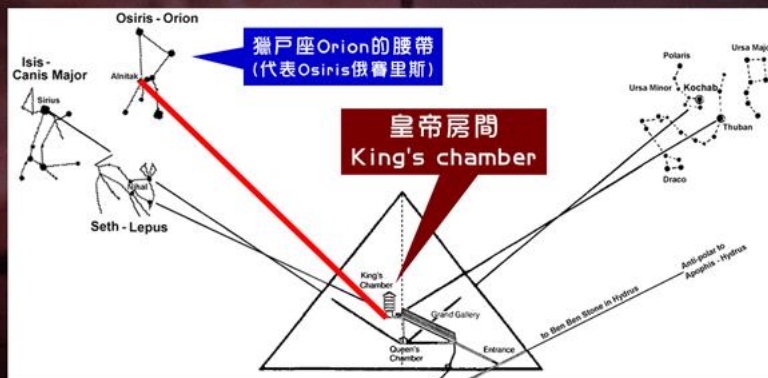 Osiris - Orion
獵戶座Orion的腰帶
(代表Osiris俄賽里斯)
Isis -
Canis Major
Alnitak
Sirius
Nihal
Seth - Lepus
皇帝房間
King's chamber
Polaris
Ursa Major
Ursa Minor
Kochab
Thuban
Draco
King's
Chamber
Grand Gallery
Queen's
Chamber
Entrance
Anti-polar to
Apophis - Hydrus
to Ben Ben Stone in Hydrus